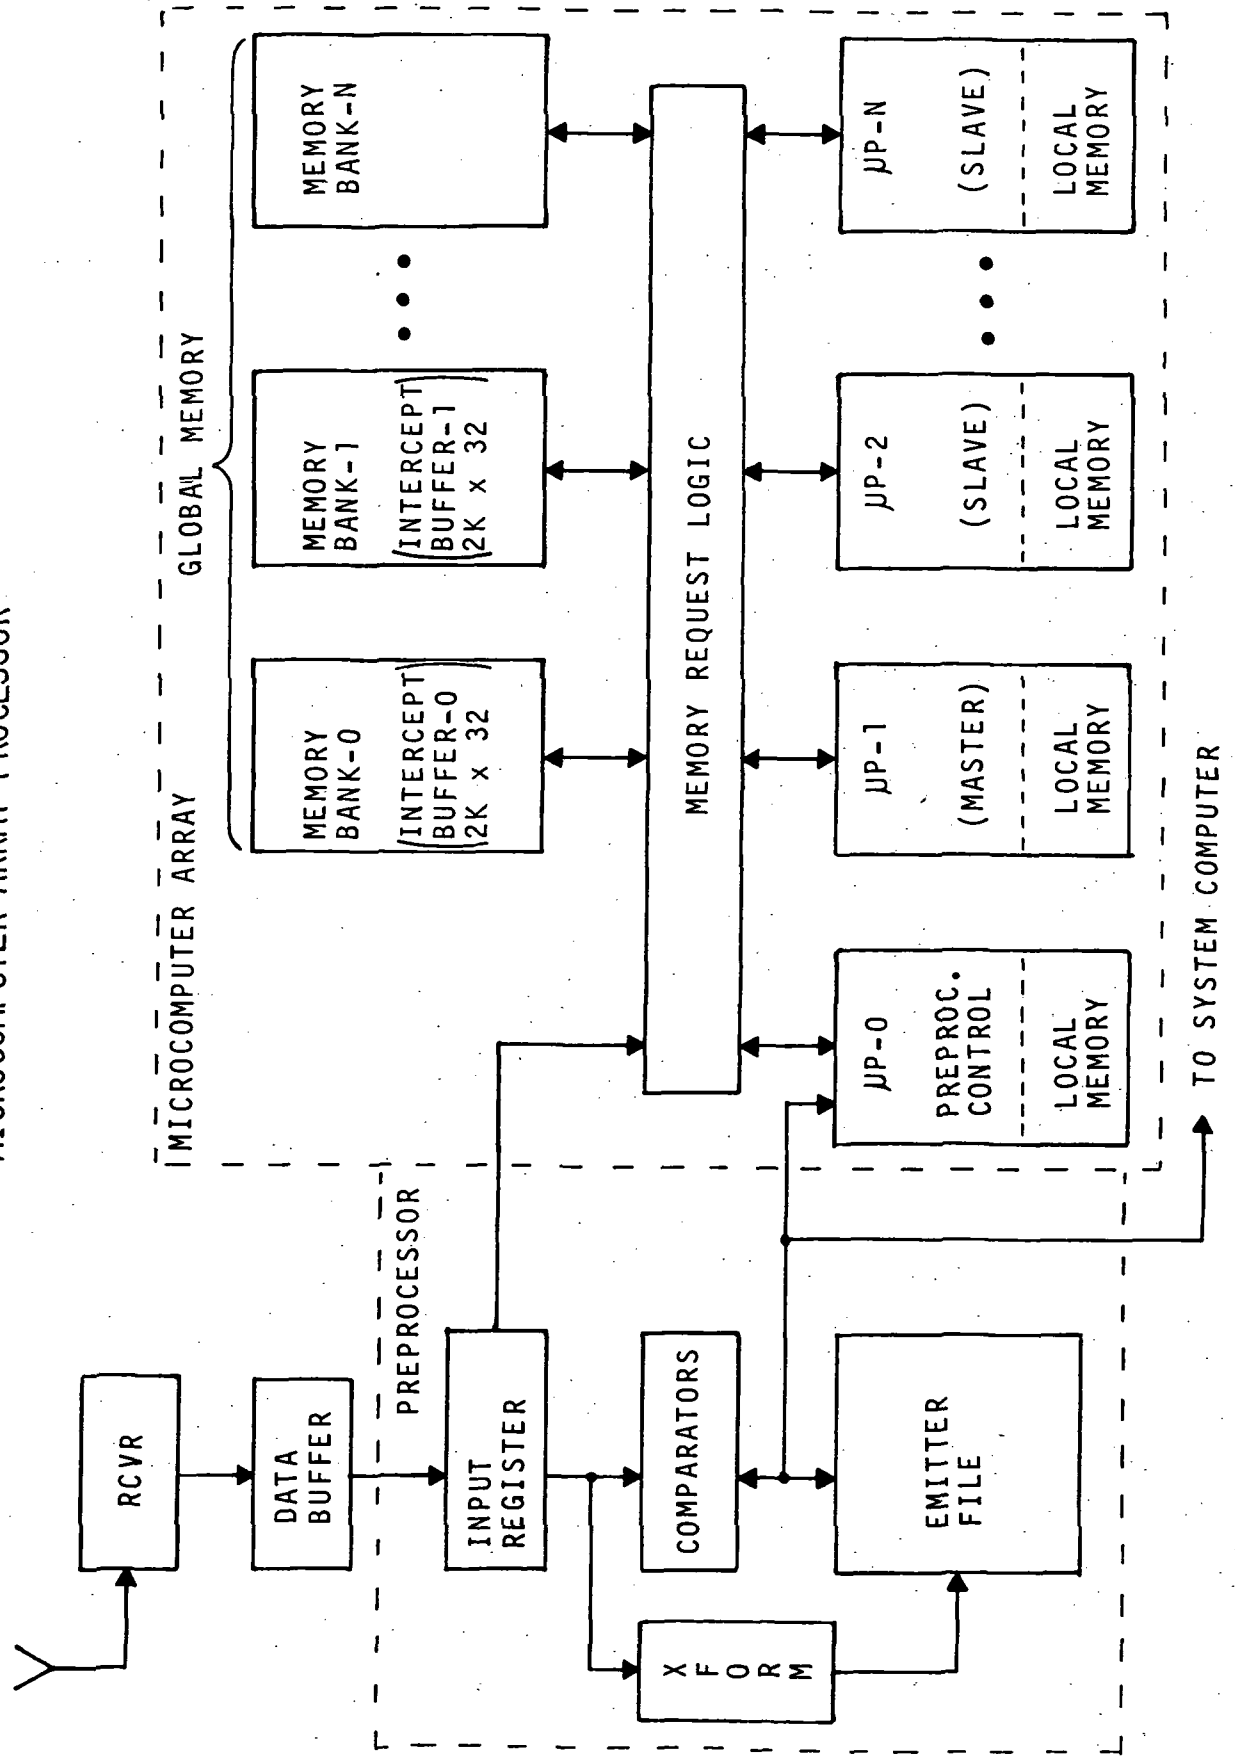 MICROCOMPUTER ARRAY PROCESSOR
MICROCOMPUTER ARRAY
GLOBAL MEMORY
RCVR
DATA
BUFFER
PREPROCESSOR
INPUT
REGISTER
XFORM
COMPARATORS
EMITTER
FILE
MEMORY
BANK-0
(INTERCEPT
BUFFER-0
2K x 32)
MEMORY
BANK-1
(INTERCEPT
BUFFER-1
2K x 32)
MEMORY
BANK-N
MEMORY REQUEST LOGIC
μP-0
PREPROC.
CONTROL
LOCAL
MEMORY
μP-1
(MASTER)
LOCAL
MEMORY
μP-2
(SLAVE)
LOCAL
MEMORY
μP-N
(SLAVE)
LOCAL
MEMORY
TO SYSTEM COMPUTER